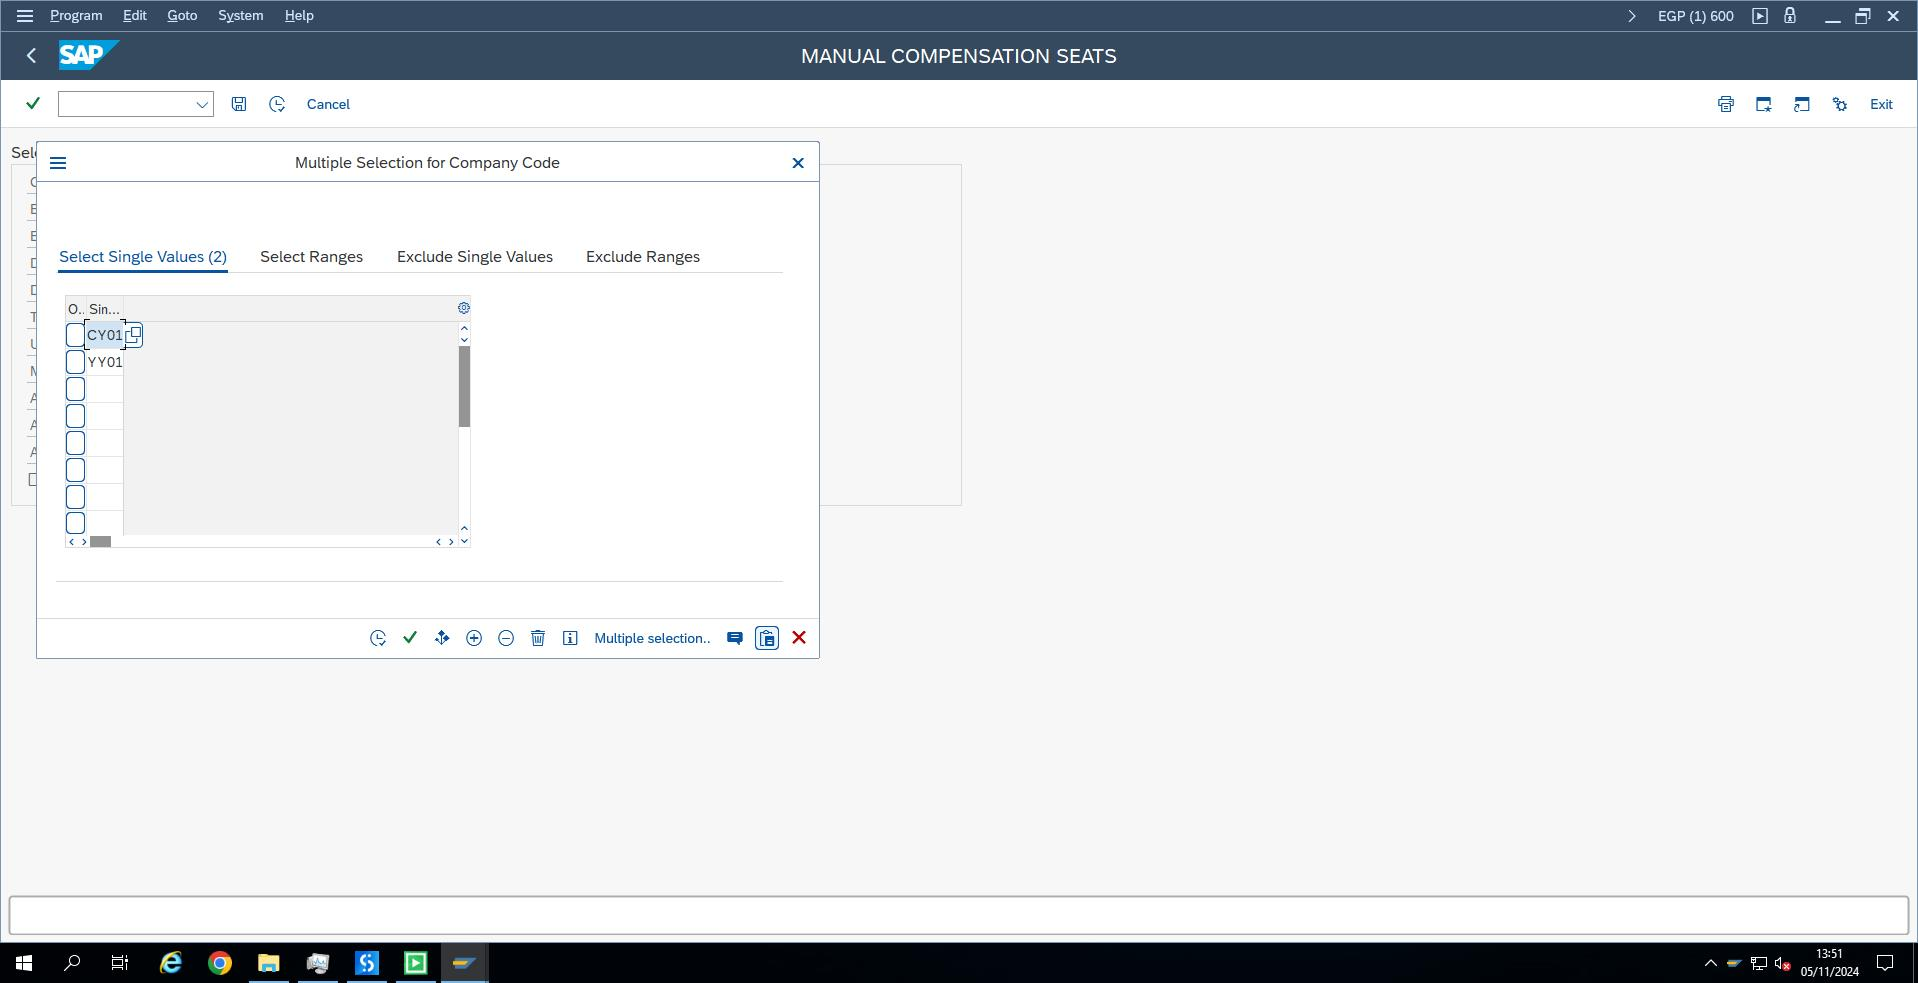 Program Edit Goto System Help EGP (1) 600
SAP MANUAL COMPENSATION SEATS
Cancel Exit
Sele
Multiple Selection for Company Code
Select Single Values (2) Select Ranges Exclude Single Values Exclude Ranges
O.. Sin...
CY01
YY01
Multiple selection..
13:51
05/11/2024